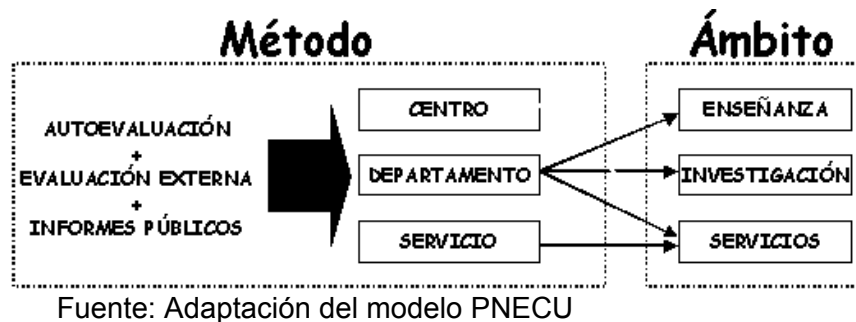 Método
Ámbito
AUTOEVALUACIÓN
+
EVALUACIÓN EXTERNA
+
INFORMES PÚBLICOS
CENTRO
DEPARTAMENTO
SERVICIO
ENSEÑANZA
INVESTIGACIÓN
SERVICIOS
Fuente: Adaptación del modelo PNECU